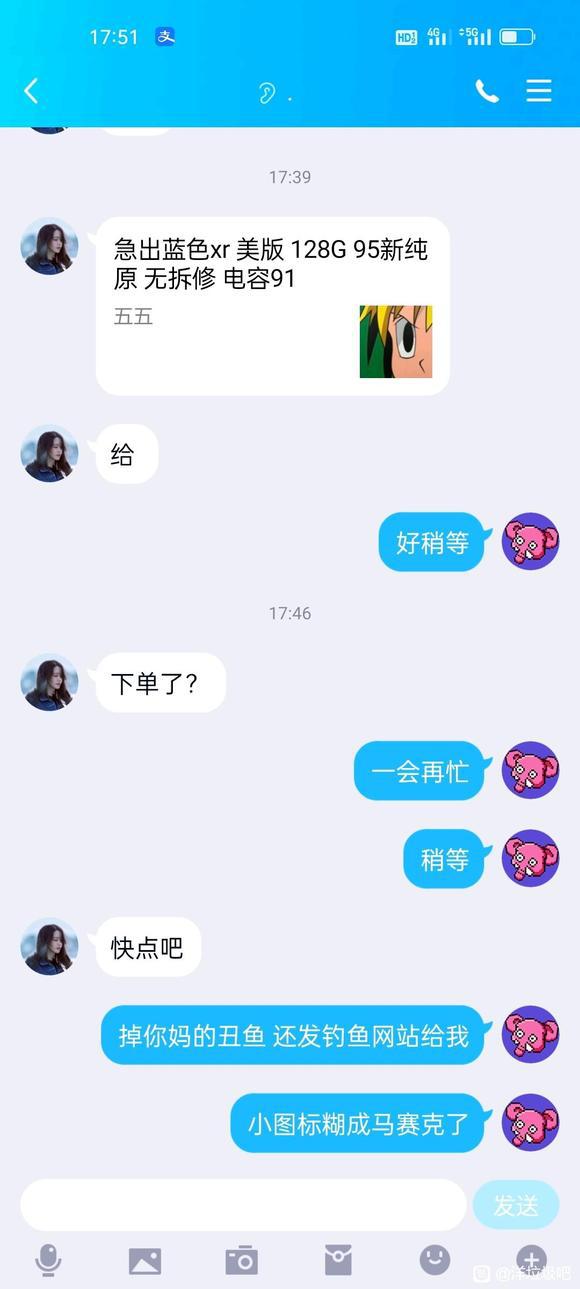 17:51
支
HD
4G
5G
.
17:39
急出蓝色xr 美版 128G 95新纯
原 无拆修 电容91
五五
给
好稍等
17:46
下单了？
一会再忙
稍等
快点吧
掉你妈的丑鱼 还发钓鱼网站给我
小图标糊成马赛克了
发送
@洋垃圾吧